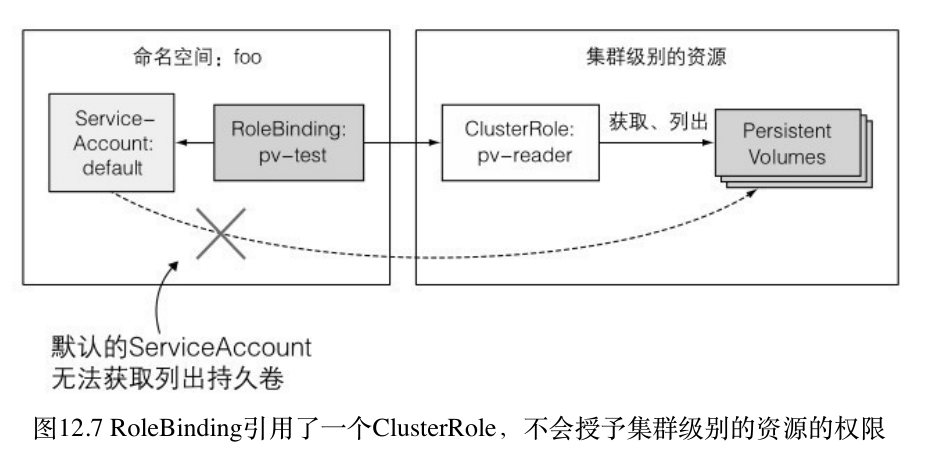 命名空间：foo
集群级别的资源
Service-
Account:
default
RoleBinding:
pv-test
ClusterRole:
pv-reader
获取、列出
Persistent
Volumes
默认的ServiceAccount
无法获取列出持久卷
图12.7 RoleBinding引用了一个ClusterRole，不会授予集群级别的资源的权限